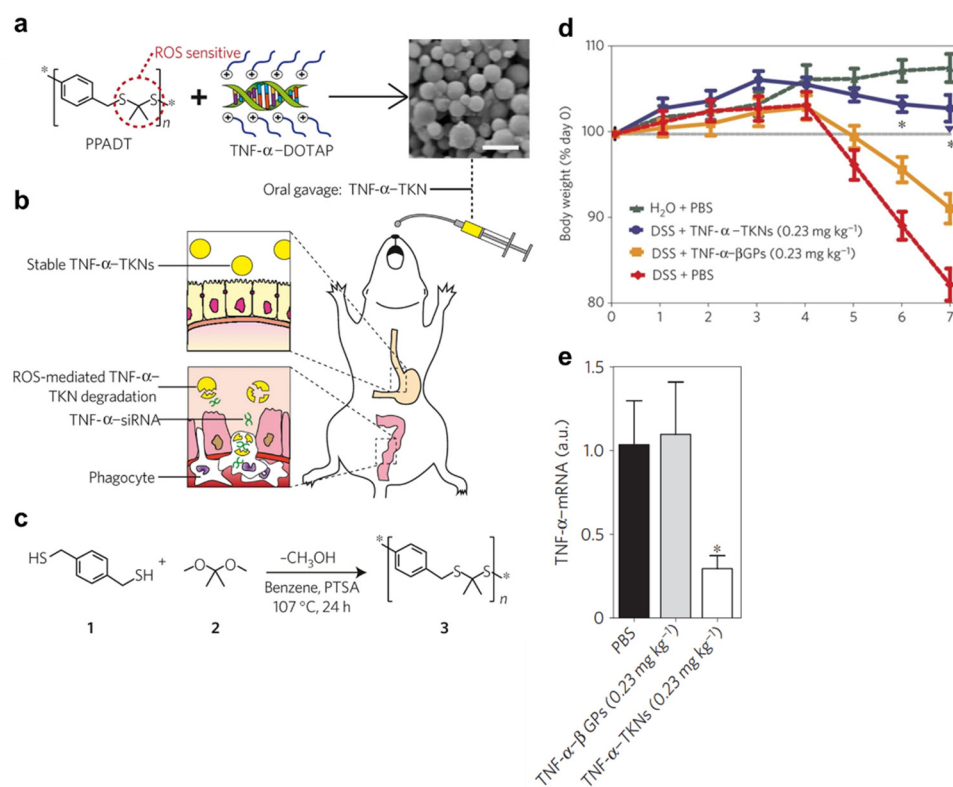 a
*
ROS sensitive
S
S
*
n
PPADT
+
TNF-α–DOTAP
Oral gavage: TNF-α–TKN
b
Stable TNF-α–TKNs
ROS-mediated TNF-α–
TKN degradation
TNF-α–siRNA
Phagocyte
c
HS
SH
1
+
O
O
2
–CH₃OH
Benzene, PTSA
107 °C, 24 h
*
S
S
*
n
3
d
Body weight (% day 0)
110
100
90
80
0 1 2 3 4 5 6 7
*
*
H₂O + PBS
DSS + TNF-α–TKNs (0.23 mg kg⁻¹)
DSS + TNF-α–βGPs (0.23 mg kg⁻¹)
DSS + PBS
e
TNF-α–mRNA (a.u.)
1.5
1.0
0.5
0
*
PBS
TNF-α–β GPs (0.23 mg kg⁻¹)
TNF-α–TKNs (0.23 mg kg⁻¹)